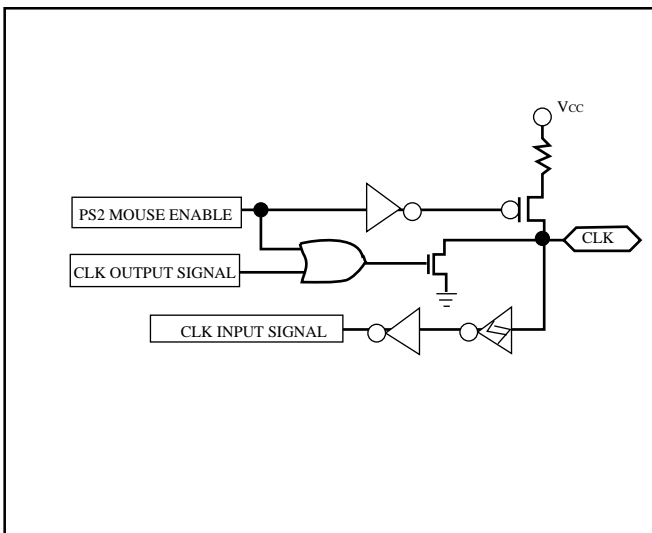 Vcc
PS2 MOUSE ENABLE
CLK
CLK OUTPUT SIGNAL
CLK INPUT SIGNAL